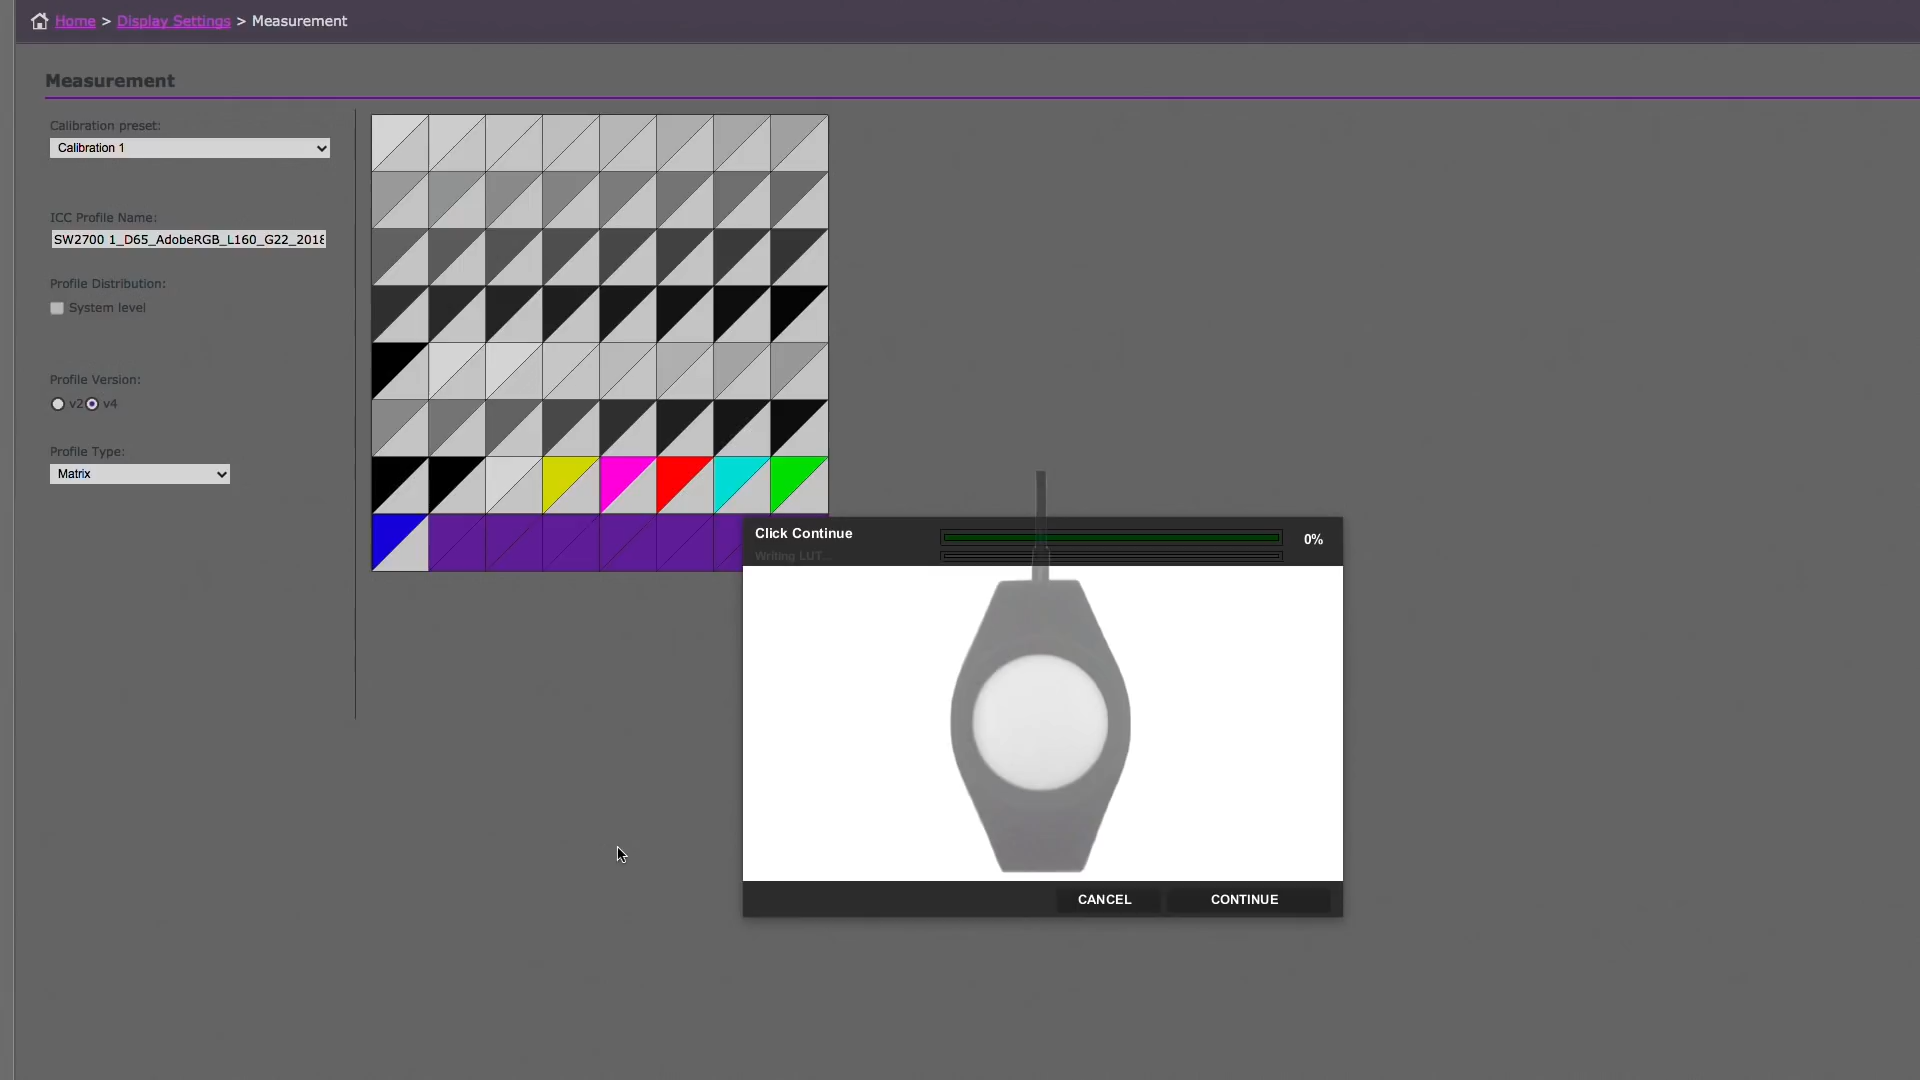 Home > Display Settings > Measurement
Measurement
Calibration preset:
Calibration 1
ICC Profile Name:
SW2700 1_D65_AdobeRGB_L160_G22_2018
Profile Distribution:
System level
Profile Version:
v2 v4
Profile Type:
Matrix
Click Continue
0%
Writing LUT...
CANCEL
CONTINUE